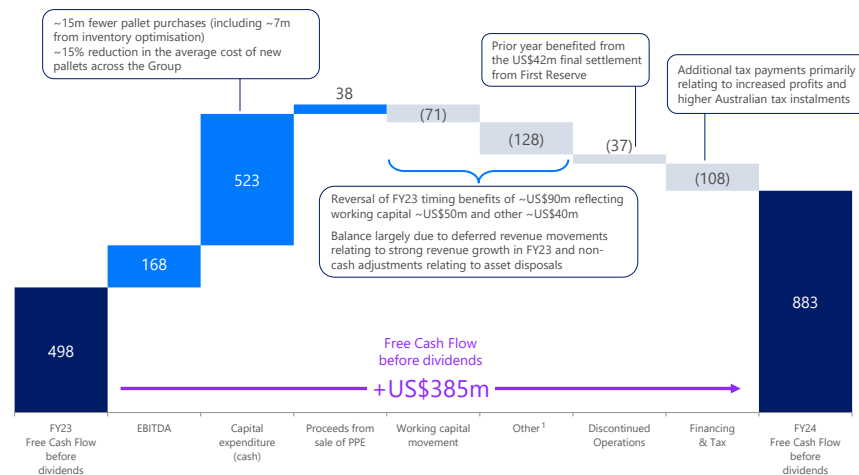 ~15m fewer pallet purchases (including ~7m
from inventory optimisation)
~15% reduction in the average cost of new
pallets across the Group
Prior year benefited from
the US$42m final settlement
from First Reserve
Additional tax payments primarily
relating to increased profits and
higher Australian tax instalments
498
168
523
38
(71)
(128)
(37)
(108)
883
Reversal of FY23 timing benefits of ~US$90m reflecting
working capital ~US$50m and other ~US$40m
Balance largely due to deferred revenue movements
relating to strong revenue growth in FY23 and non-
cash adjustments relating to asset disposals
Free Cash Flow
before dividends
+US$385m
FY23
Free Cash Flow
before
dividends
EBITDA
Capital
expenditure
(cash)
Proceeds from
sale of PPE
Working capital
movement
Other 1
Discontinued
Operations
Financing
& Tax
FY24
Free Cash Flow
before
dividends